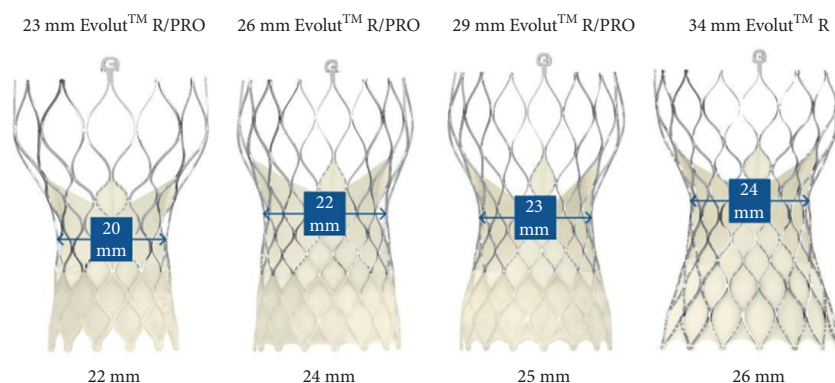 23 mm Evolut™ R/PRO
26 mm Evolut™ R/PRO
29 mm Evolut™ R/PRO
34 mm Evolut™ R
20
mm
22
mm
23
mm
24
mm
22 mm
24 mm
25 mm
26 mm